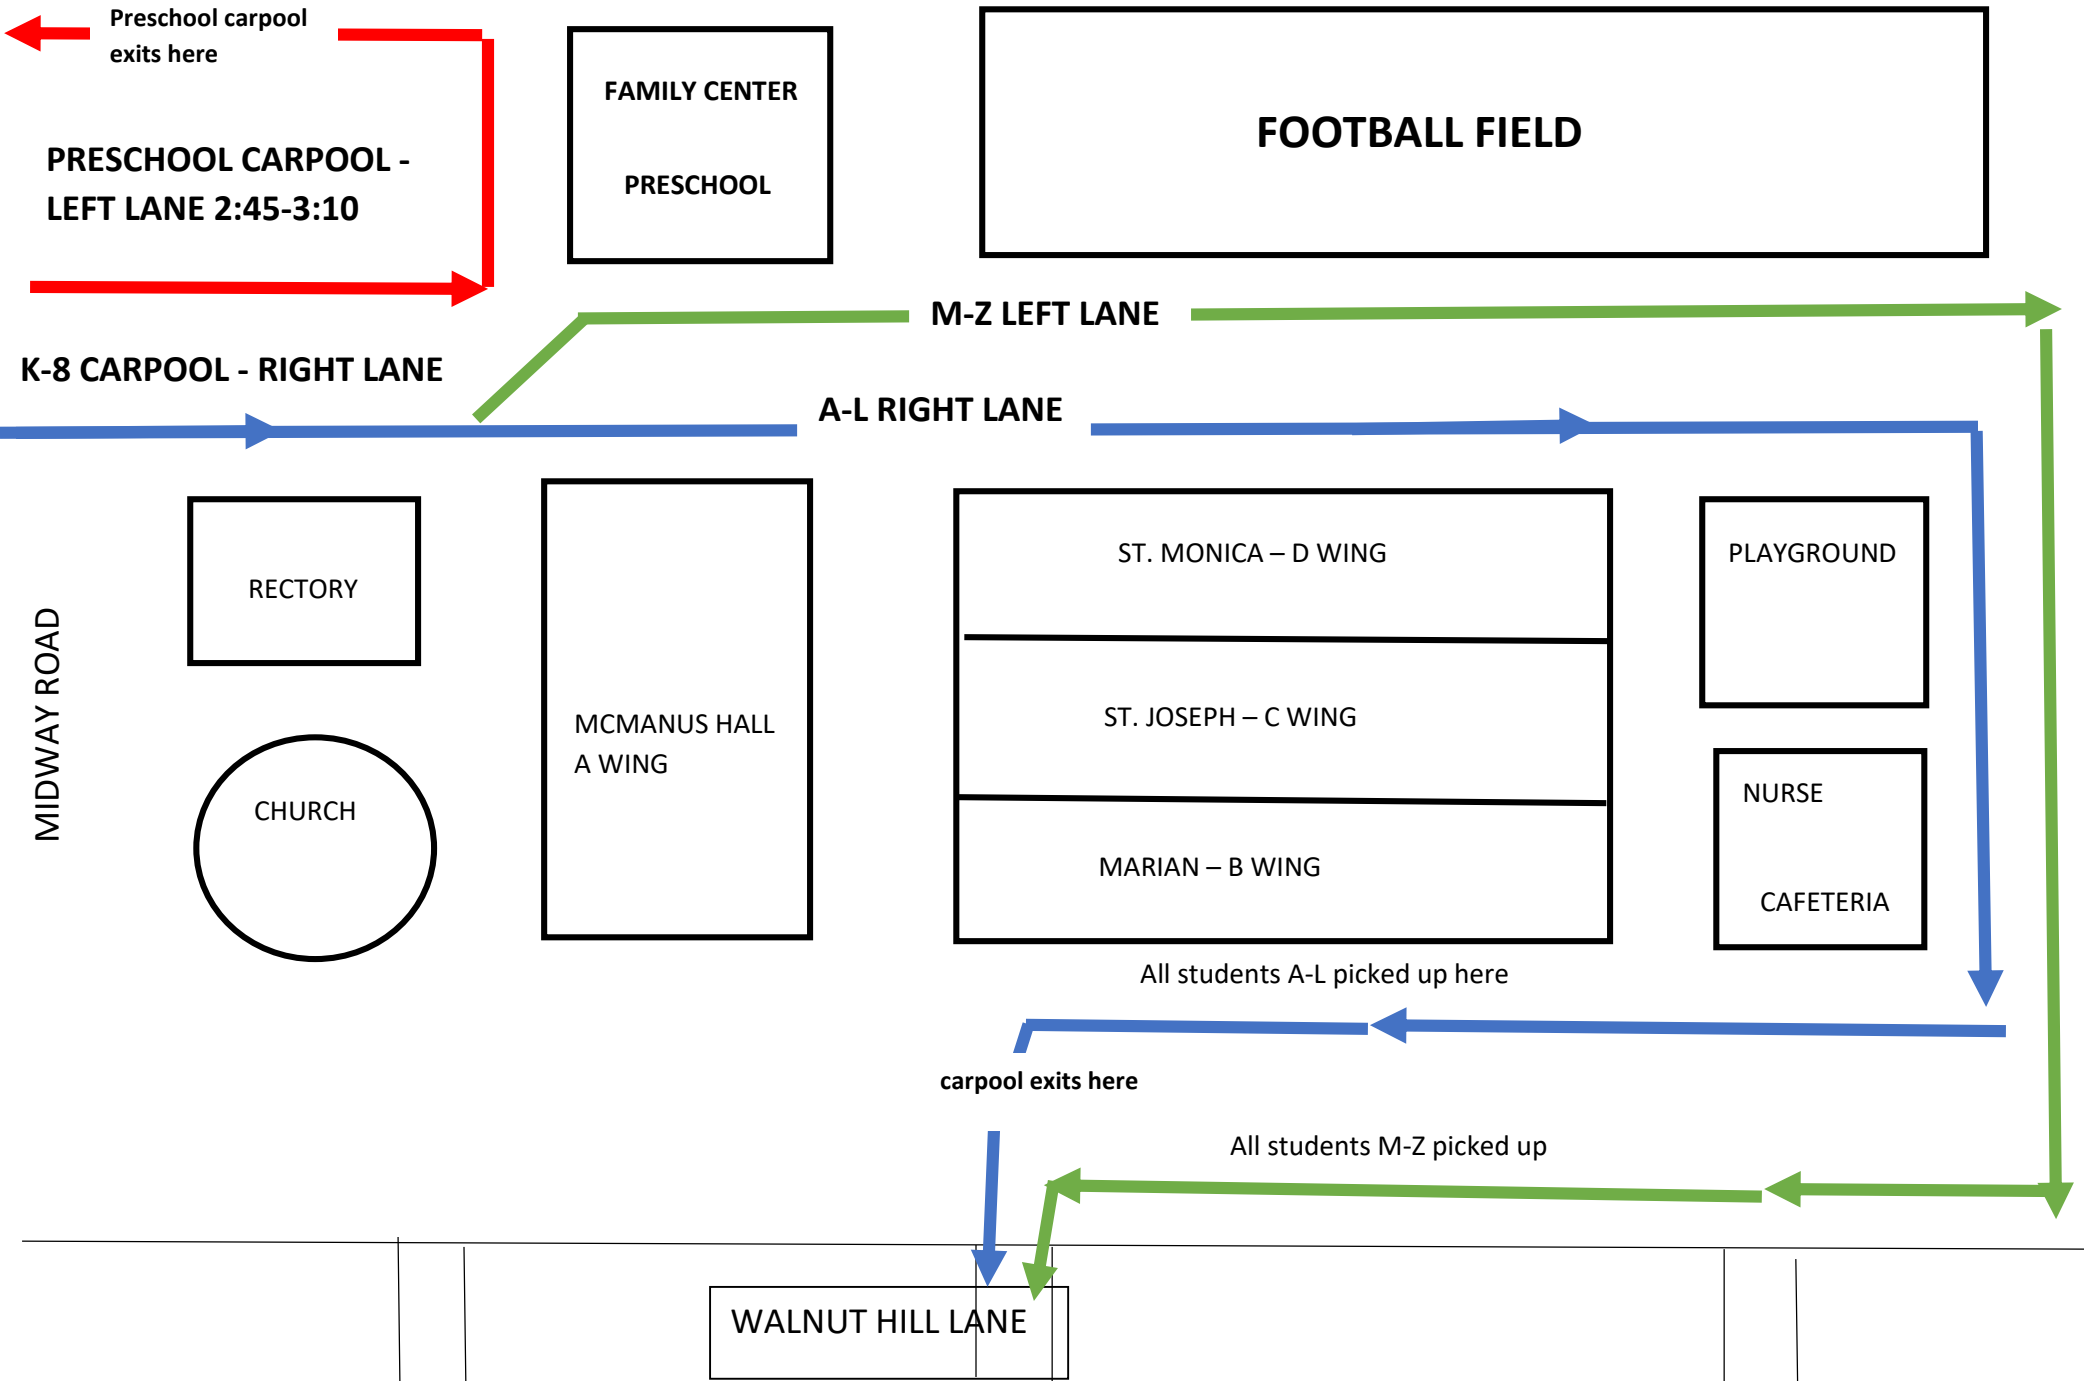 Preschool carpool
exits here
PRESCHOOL CARPOOL -
LEFT LANE 2:45-3:10
FAMILY CENTER
PRESCHOOL
FOOTBALL FIELD
M-Z LEFT LANE
K-8 CARPOOL - RIGHT LANE
A-L RIGHT LANE
MIDWAY ROAD
RECTORY
CHURCH
MCMANUS HALL
A WING
ST. MONICA – D WING
ST. JOSEPH – C WING
MARIAN – B WING
PLAYGROUND
NURSE
CAFETERIA
All students A-L picked up here
carpool exits here
All students M-Z picked up
WALNUT HILL LANE